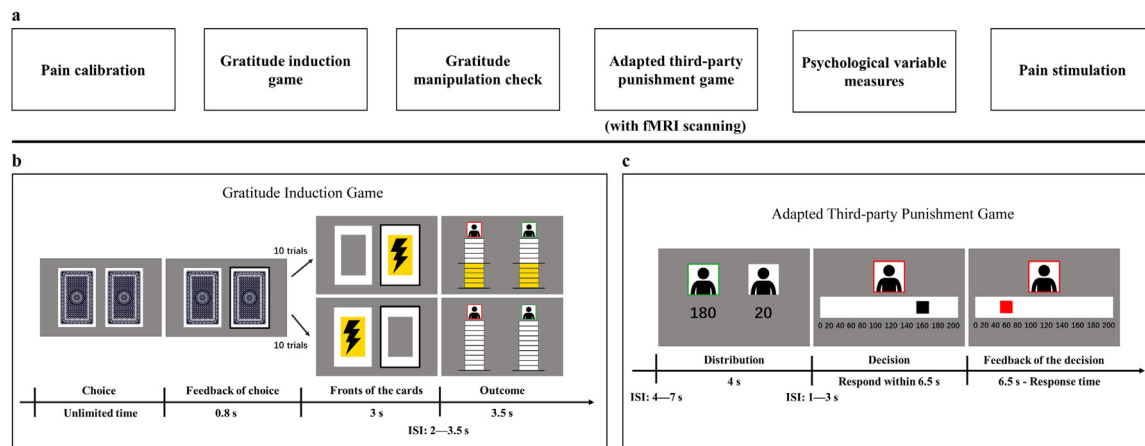 a
Pain calibration
Gratitude induction
game
Gratitude
manipulation check
Adapted third-party
punishment game
Psychological variable
measures
Pain stimulation
(with fMRI scanning)
b
Gratitude Induction Game
10 trials
10 trials
Choice
Feedback of choice
Fronts of the cards
Outcome
Unlimited time
0.8 s
3 s
3.5 s
ISI: 2—3.5 s
c
Adapted Third-party Punishment Game
180
20
0 20 40 60 80 100 120 140 160 180 200
0 20 40 60 80 100 120 140 160 180 200
Distribution
Decision
Feedback of the decision
4 s
Respond within 6.5 s
6.5 s - Response time
ISI: 4—7 s
ISI: 1—3 s